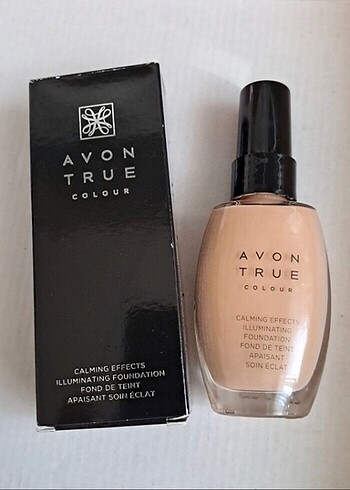 AVON
TRUE
COLOUR
CALMING EFFECTS
ILLUMINATING FOUNDATION
FOND DE TEINT
APAISANT SOIN ÉCLAT
AVON
TRUE
COLOUR
CALMING EFFECTS
ILLUMINATING
FOUNDATION
FOND DE TEINT
APAISANT
SOIN ÉCLAT